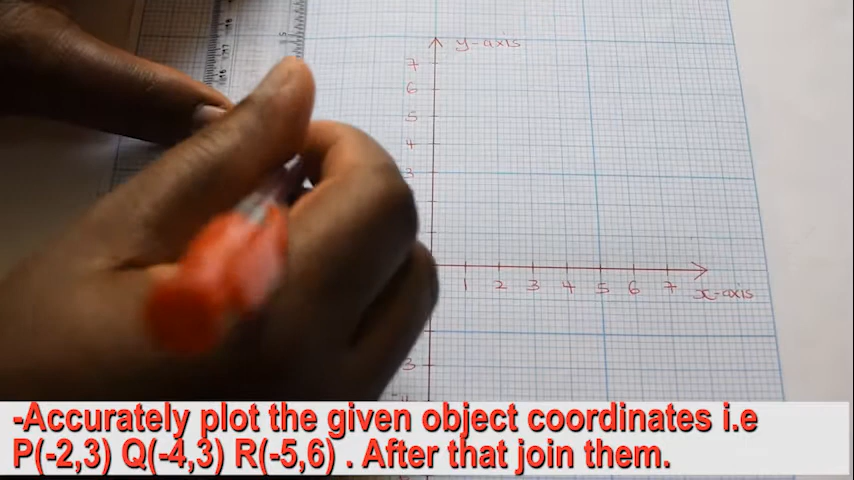 y-axis
7
6
5
4
3
1 2 3 4 5 6 7
x-axis
3
-Accurately plot the given object coordinates i.e
P(-2,3) Q(-4,3) R(-5,6) . After that join them.